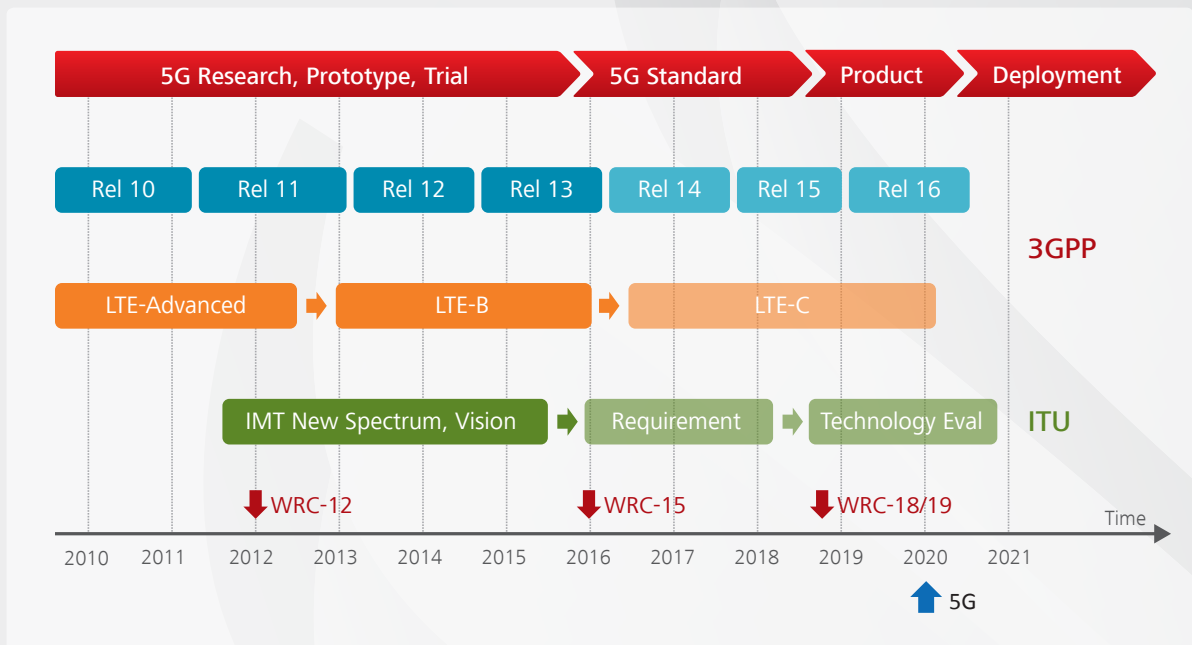 5G Research, Prototype, Trial
5G Standard
Product
Deployment
Rel 10
Rel 11
Rel 12
Rel 13
Rel 14
Rel 15
Rel 16
3GPP
LTE-Advanced
LTE-B
LTE-C
IMT New Spectrum, Vision
Requirement
Technology Eval
ITU
WRC-12
WRC-15
WRC-18/19
Time
2010
2011
2012
2013
2014
2015
2016
2017
2018
2019
2020
2021
5G